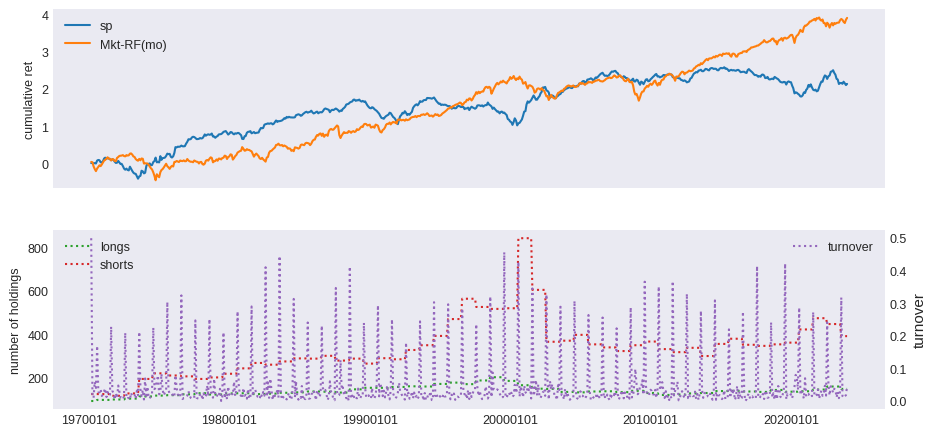 4
3
2
1
0
cumulative ret
sp
Mkt-RF(mo)
800
600
400
200
number of holdings
longs
shorts
turnover
0.5
0.4
0.3
0.2
0.1
0.0
turnover
19700101 19800101 19900101 20000101 20100101 20200101